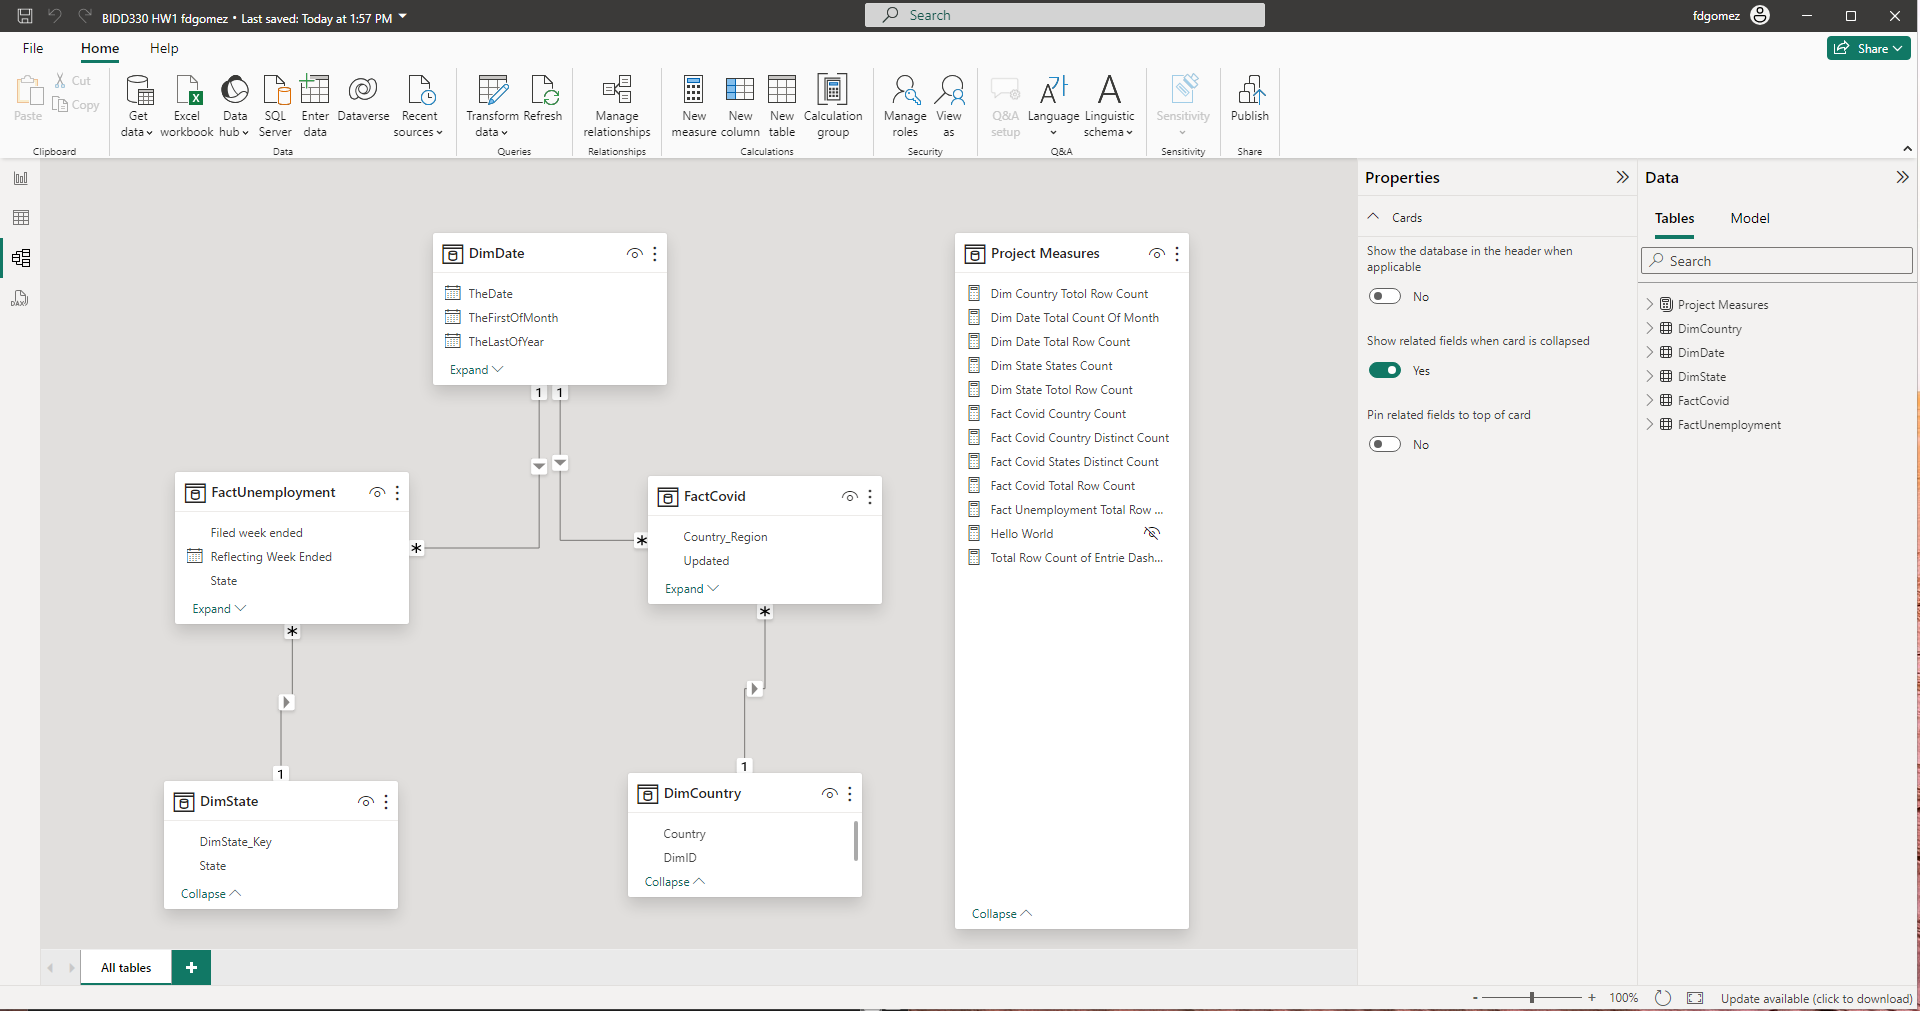 BIDD330 HW1 fdgomez • Last saved: Today at 1:57 PM
Search
fdgomez
File
Home
Help
Share
Paste
Cut
Copy
Clipboard
Get data
Excel workbook
Data hub
SQL Server
Enter data
Dataverse
Recent sources
Data
Transform data
Refresh
Queries
Manage relationships
Relationships
New measure
New column
New table
Calculation group
Calculations
Manage roles
View as
Security
Q&A setup
Language
Linguistic schema
Q&A
Sensitivity
Sensitivity
Publish
Share
DAX
DimDate
TheDate
TheFirstOfMonth
TheLastOfYear
Expand
1
1
FactUnemployment
Filed week ended
Reflecting Week Ended
State
Expand
*
*
FactCovid
Country_Region
Updated
Expand
*
*
1
DimState
DimState_Key
State
Collapse
1
DimCountry
Country
DimID
Collapse
Project Measures
Dim Country Totol Row Count
Dim Date Total Count Of Month
Dim Date Total Row Count
Dim State States Count
Dim State Totol Row Count
Fact Covid Country Count
Fact Covid Country Distinct Count
Fact Covid States Distinct Count
Fact Covid Total Row Count
Fact Unemployment Total Row ...
Hello World
Total Row Count of Entrie Dash...
Collapse
Properties
Cards
Show the database in the header when
applicable
No
Show related fields when card is collapsed
Yes
Pin related fields to top of card
No
Data
Tables
Model
Search
Project Measures
DimCountry
DimDate
DimState
FactCovid
FactUnemployment
All tables
+
- + 100%
Update available (click to download)